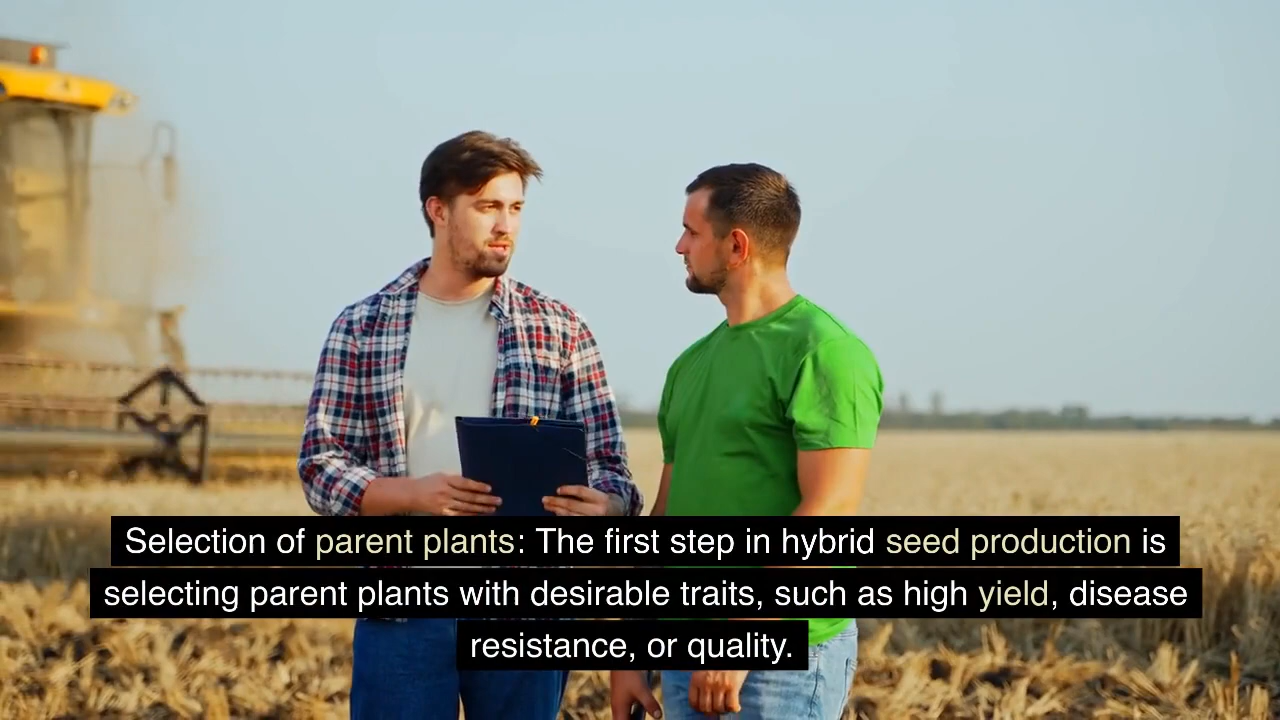 Selection of parent plants: The first step in hybrid seed production is
selecting parent plants with desirable traits, such as high yield, disease
resistance, or quality.